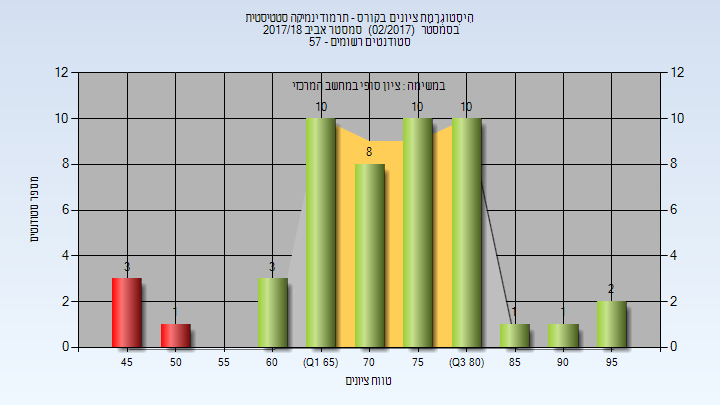 היסטוגרמת ציונים בקורס - תרמודינמיקה סטטיסטית
בסמסטר (02/2017) סמסטר אביב 2017/18
סטודנטים רשומים - 57
במשימה : ציון סופי במחשב המרכזי
12 12
10 10 10 10 10
8 8 8
6 6
4 4
3 3
2 2 2
1 1 1
0 0
45 50 55 60 (Q1 65) 70 75 (Q3 80) 85 90 95
מספר סטודנטים
טווח ציונים